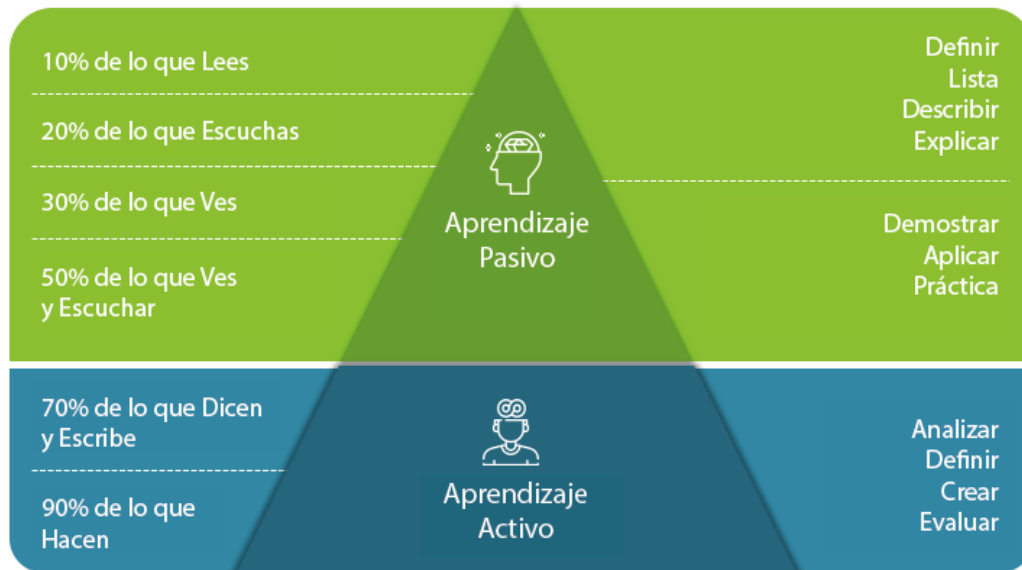 10% de lo que Lees
20% de lo que Escuchas
30% de lo que Ves
50% de lo que Ves
y Escuchar
Aprendizaje
Pasivo
Definir
Lista
Describir
Explicar
Demostrar
Aplicar
Práctica
70% de lo que Dicen
y Escribe
90% de lo que
Hacen
Aprendizaje
Activo
Analizar
Definir
Crear
Evaluar